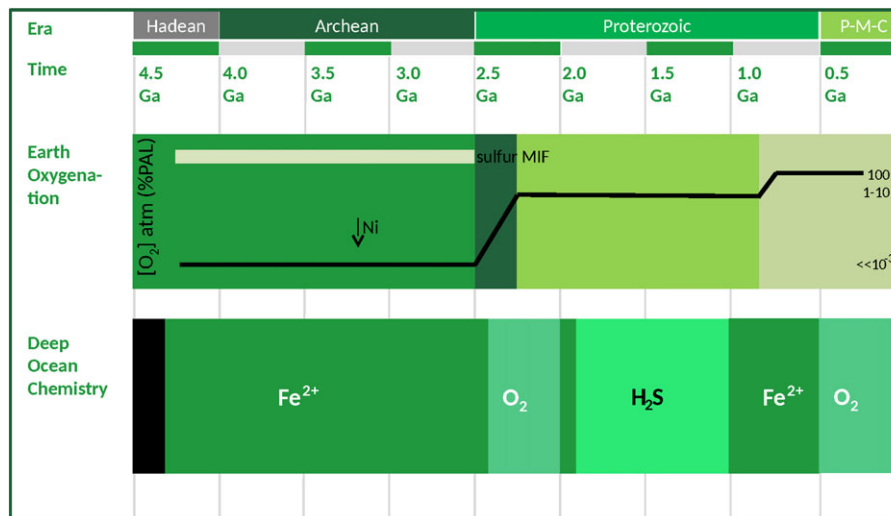 Era
Hadean
Archean
Proterozoic
P-M-C
Time
4.5
Ga
4.0
Ga
3.5
Ga
3.0
Ga
2.5
Ga
2.0
Ga
1.5
Ga
1.0
Ga
0.5
Ga
Earth
Oxygena-
tion
[O₂] atm (%PAL)
sulfur MIF
Ni
100
1-10
<<10⁻³
Deep
Ocean
Chemistry
Fe²⁺
O₂
H₂S
Fe²⁺
O₂